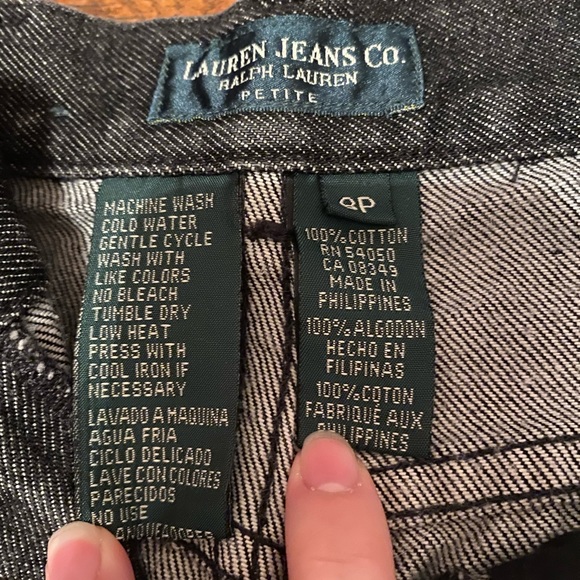 LAUREN JEANS CO.
RALPH LAUREN
PETITE
MACHINE WASH
COLD WATER
GENTLE CYCLE
WASH WITH
LIKE COLORS
NO BLEACH
TUMBLE DRY
LOW HEAT
PRESS WITH
COOL IRON IF
NECESSARY
LAVADO A MAQUINA
AGUA FRIA
CICLO DELICADO
LAVE CON COLORES
PARECIDOS
NO USE
8P
100% COTTON
RN 54050
CA 08349
MADE IN
PHILIPPINES
100% ALGODON
HECHO EN
FILIPINAS
100% COTON
FABRIQUÉ AUX
PHILIPPINES